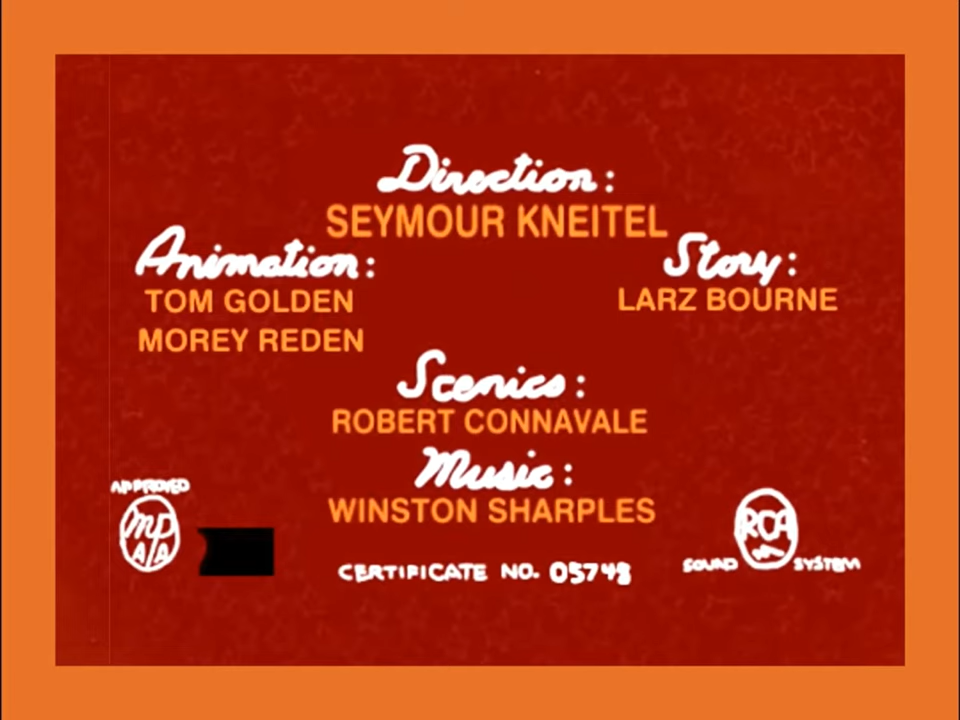 Direction:
SEYMOUR KNEITEL
Animation:
TOM GOLDEN
MOREY REDEN
Story:
LARZ BOURNE
Scenics:
ROBERT CONNAVALE
Music:
WINSTON SHARPLES
APPROVED
MPAA
CERTIFICATE NO. 05748
RCA
SOUND SYSTEM